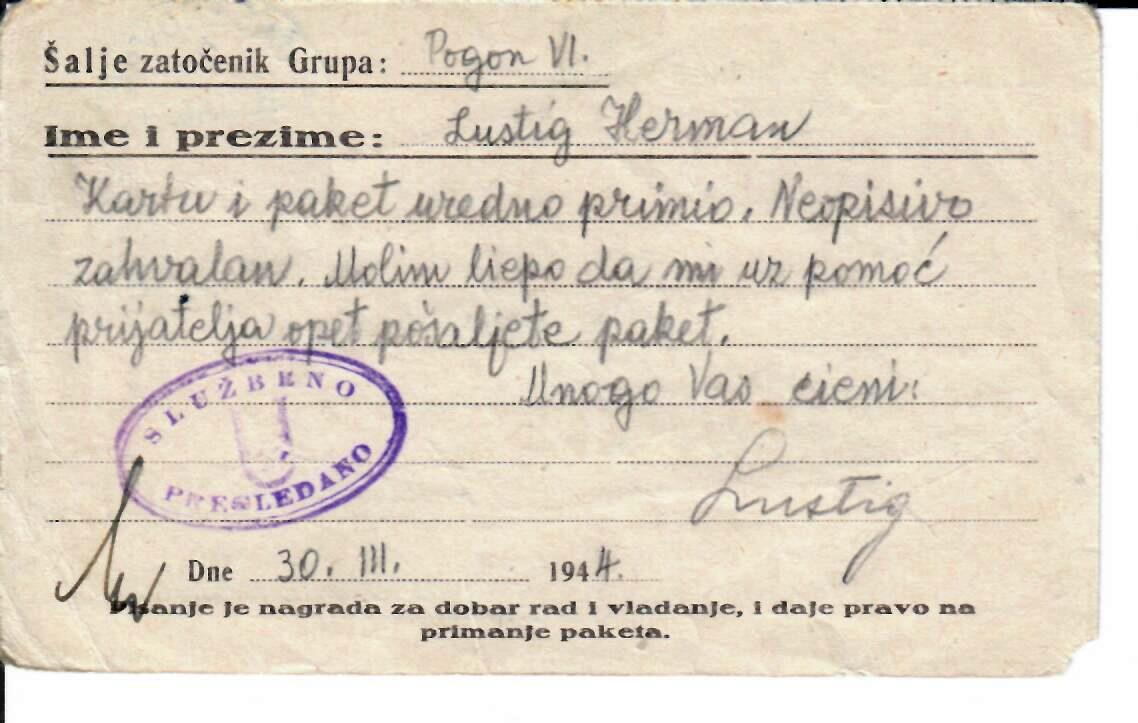 Šalje zatočenik Grupa: Pogon VI.
Ime i prezime: Lustig Herman
Kartu i paket uredno primio. Neopisivo
zahvalan. Molim liepo da mi uz pomoć
prijatelja opet pošaljete paket.
Mnogo Vas cieni:
Lustig
SLUŽBENO
U
PREGLEDANO
Dne 30. III. 1944.
Pisanje je nagrada za dobar rad i vladanje, i daje pravo na
primanje paketa.